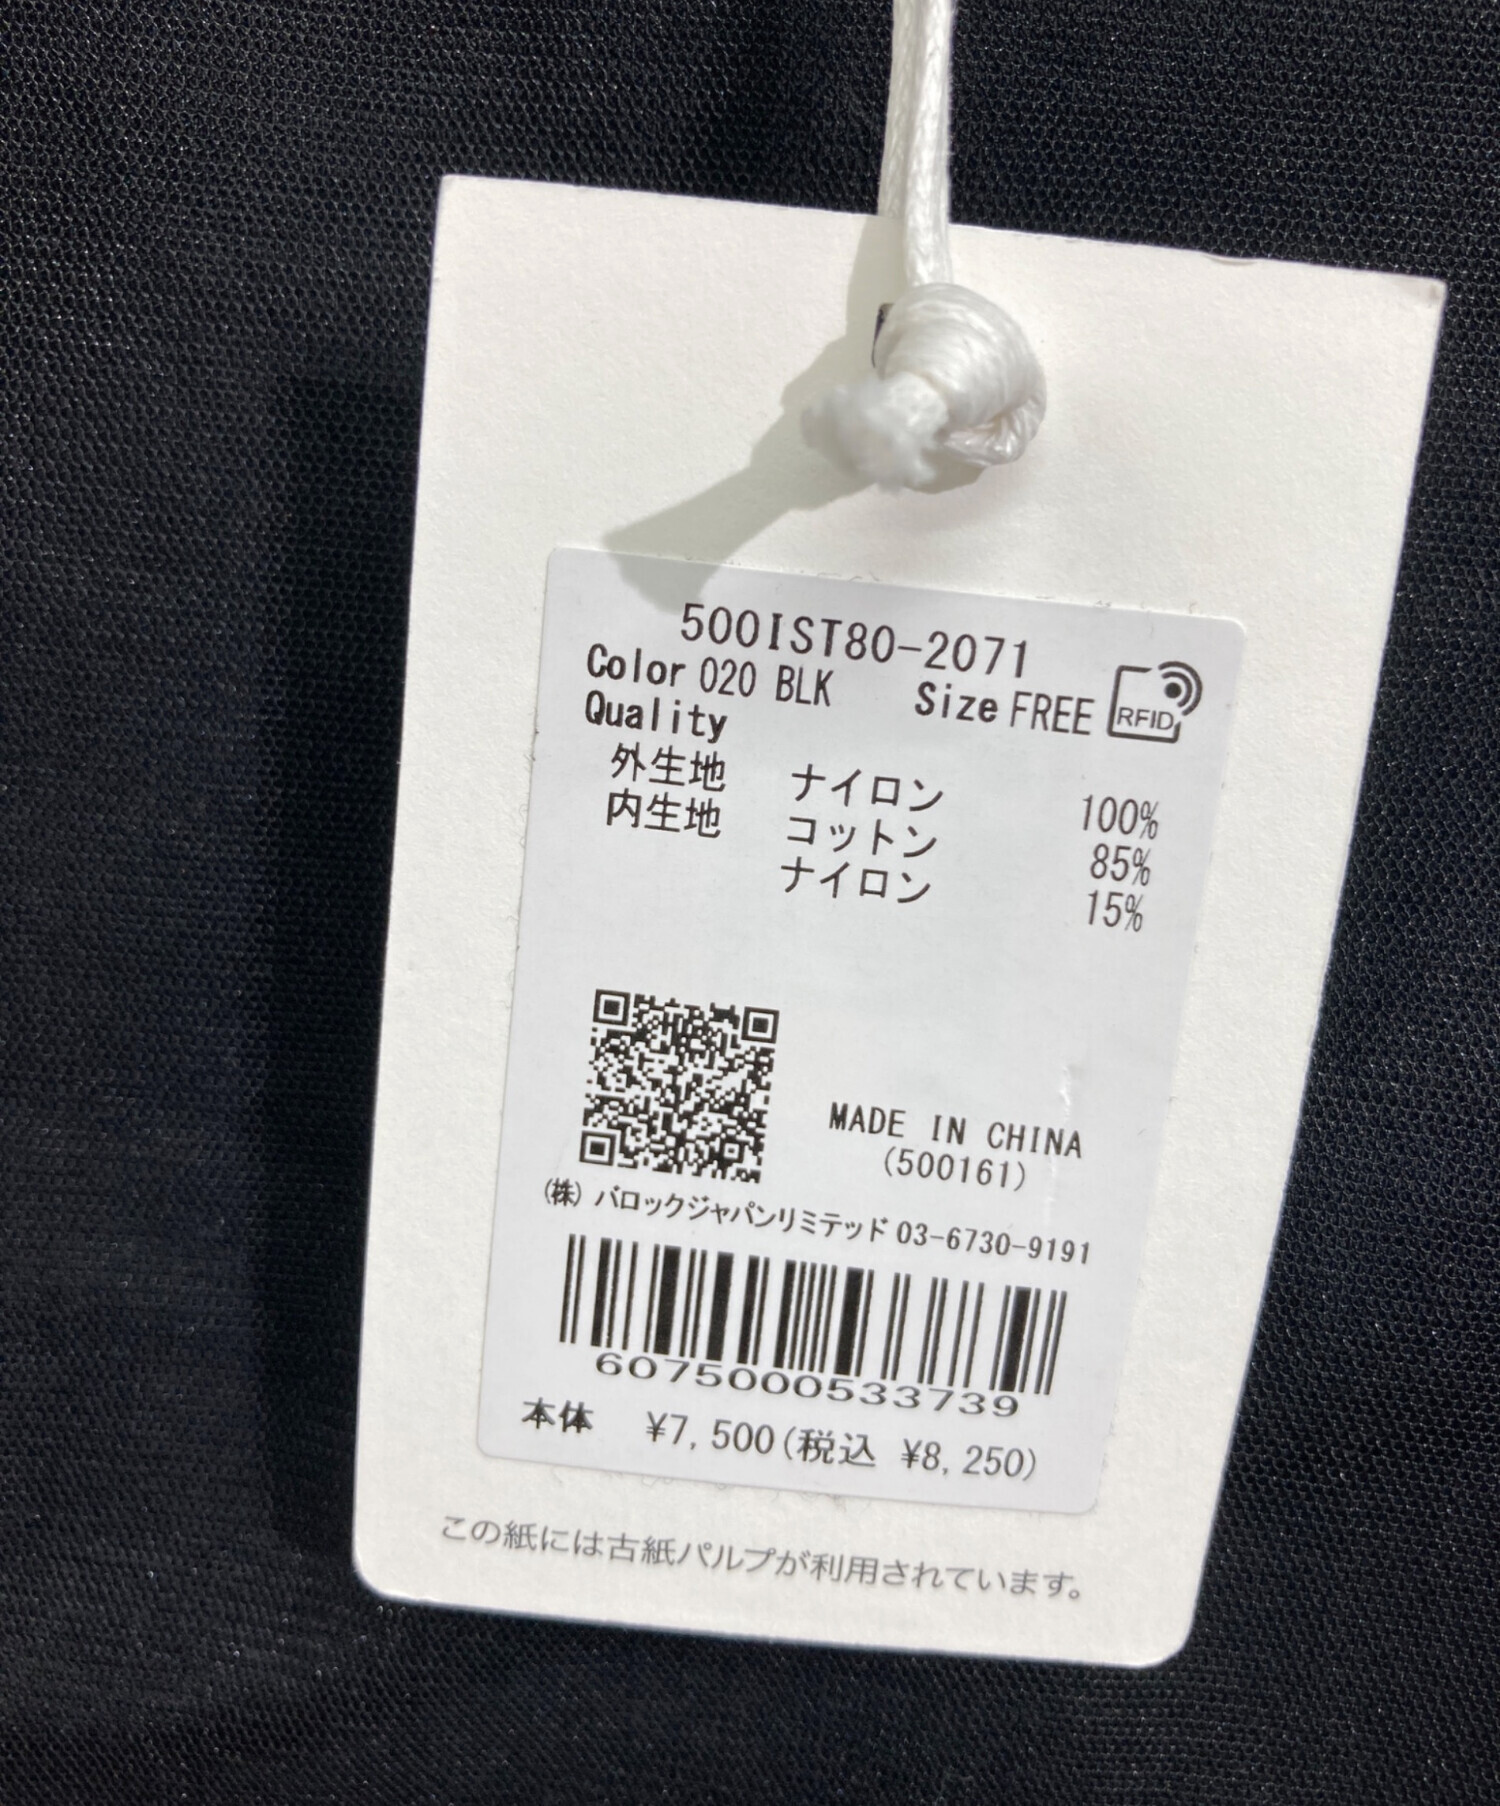 500IST80-2071
Color 020 BLK Size FREE RFID
Quality
外生地 ナイロン 100%
内生地 コットン 85%
ナイロン 15%
MADE IN CHINA
(500161)
(株) バロックジャパンリミテッド 03-6730-9191
6075000533739
本体 ¥7,500(税込 ¥8,250)
この紙には古紙パルプが利用されています。